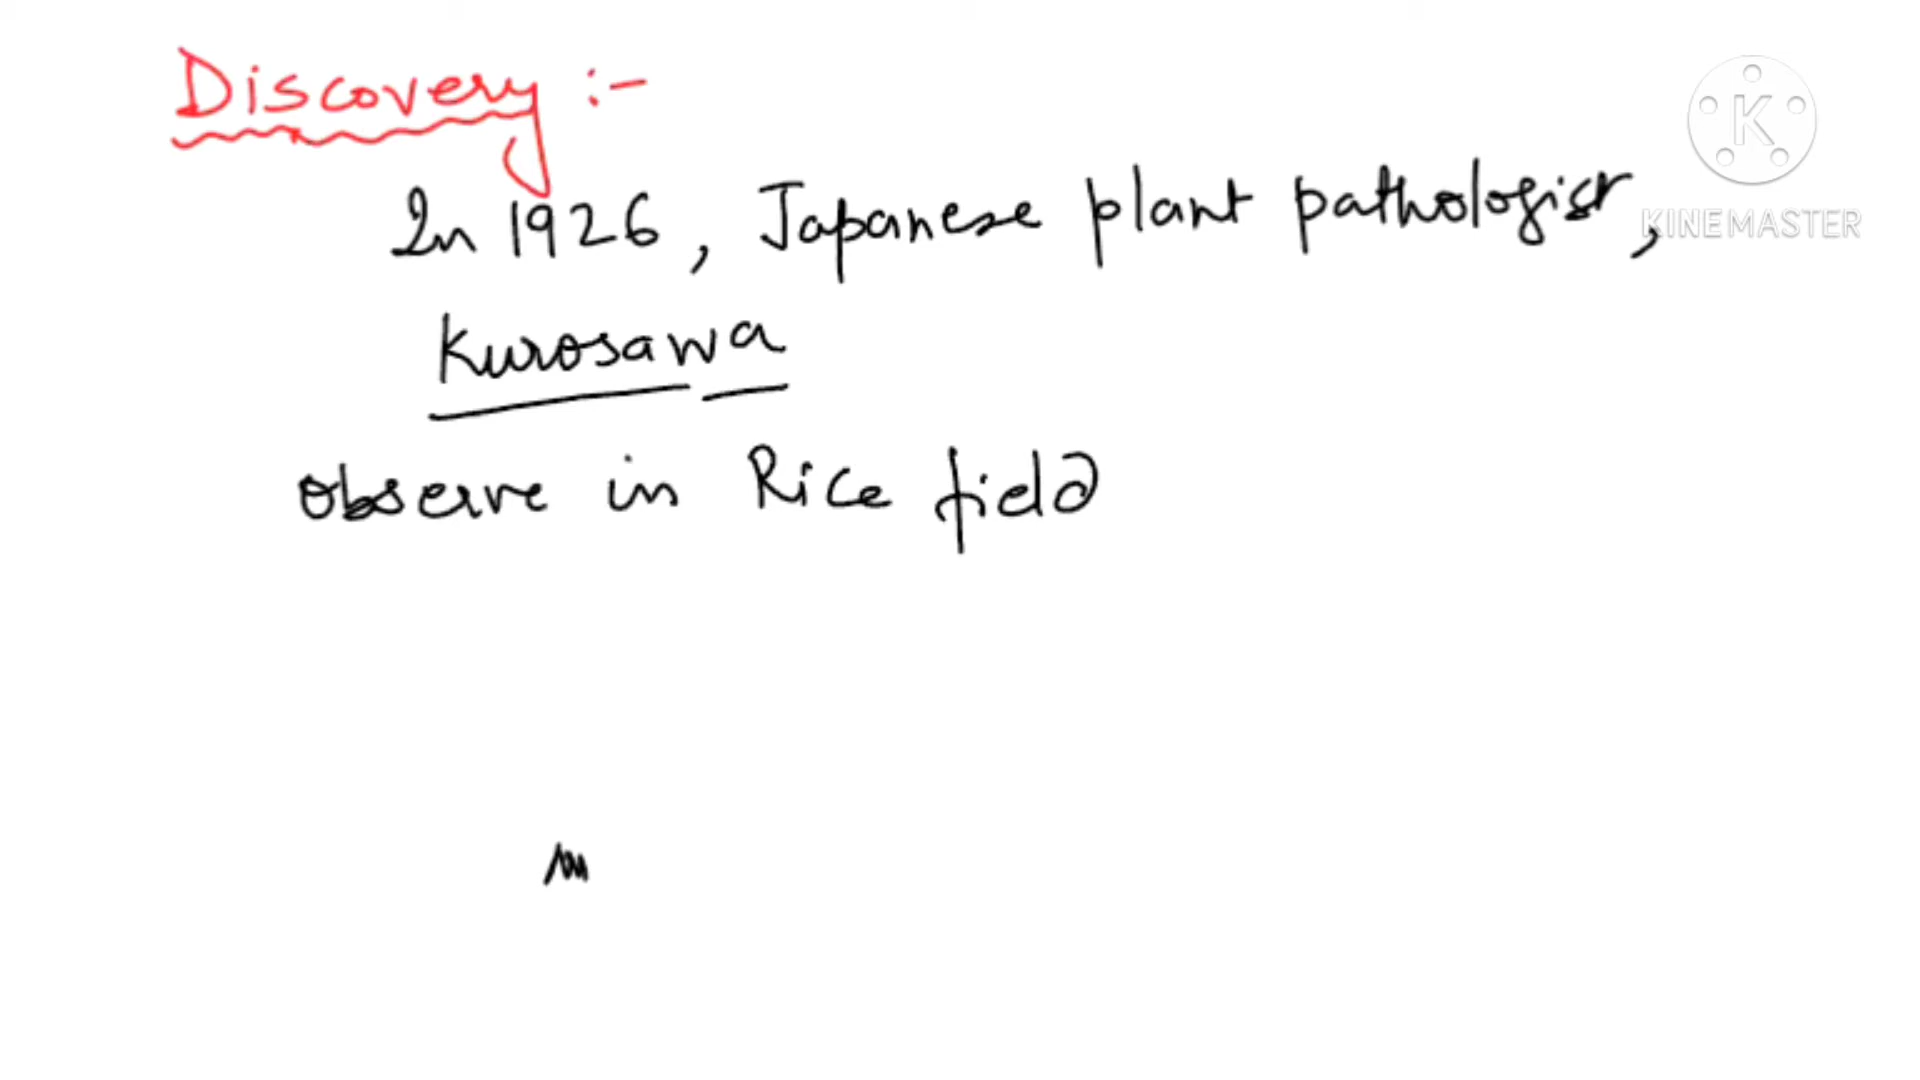 Discovery :-
In 1926, Japanese plant pathologist,
Kurosawa
observe in Rice field
K
KINEMASTER